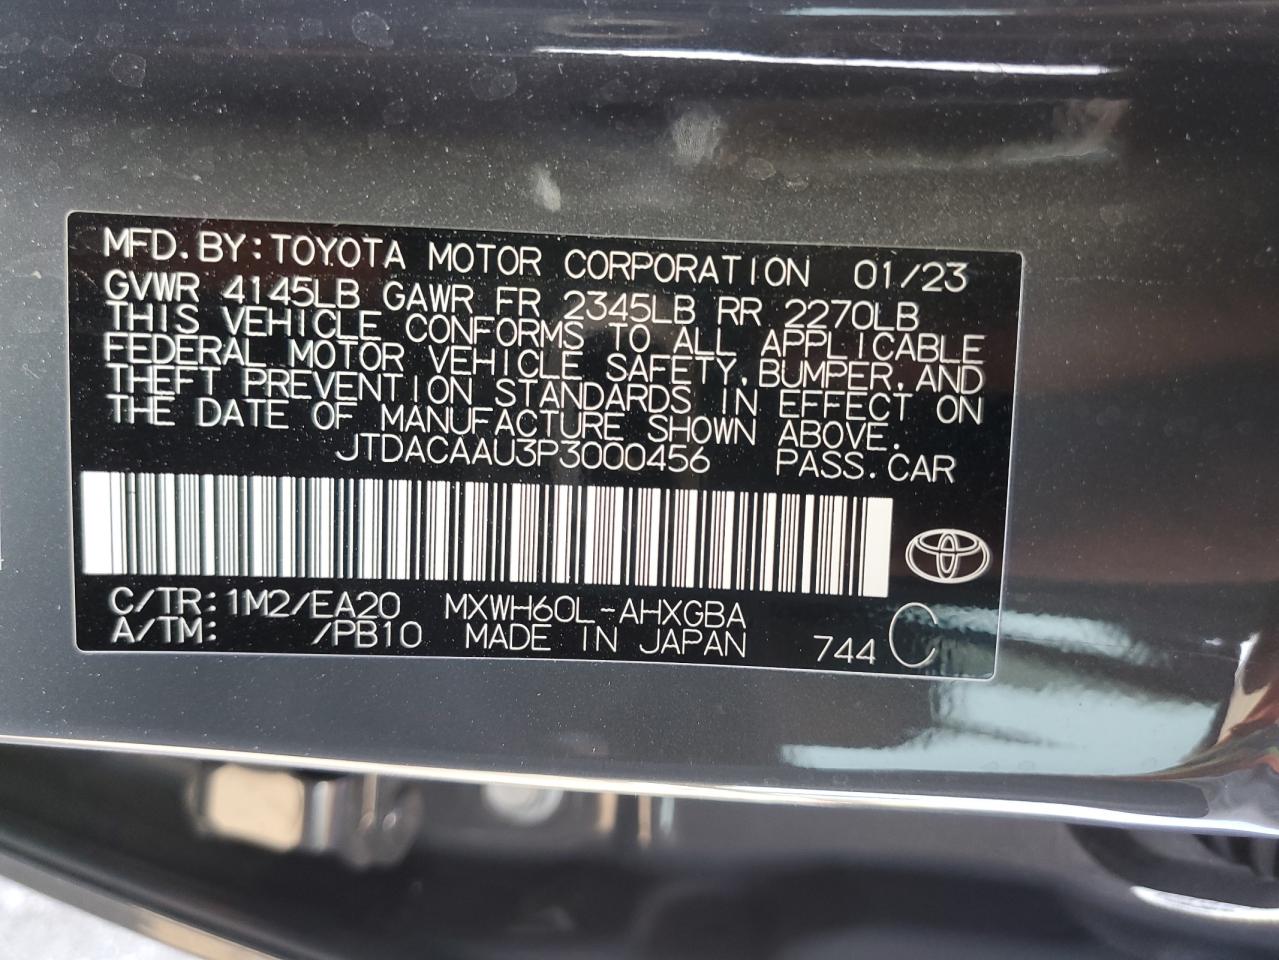 MFD.BY:TOYOTA MOTOR CORPORATION 01/23
GVWR 4145LB GAWR FR 2345LB RR 2270LB
THIS VEHICLE CONFORMS TO ALL APPLICABLE
FEDERAL MOTOR VEHICLE SAFETY,BUMPER,AND
THEFT PREVENTION STANDARDS IN EFFECT ON
THE DATE OF MANUFACTURE SHOWN ABOVE.
JTDACAAU3P3000456 PASS.CAR
C/TR:1M2/EA20 MXWH60L-AHXGBA
A/TM: /PB10 MADE IN JAPAN 744 C